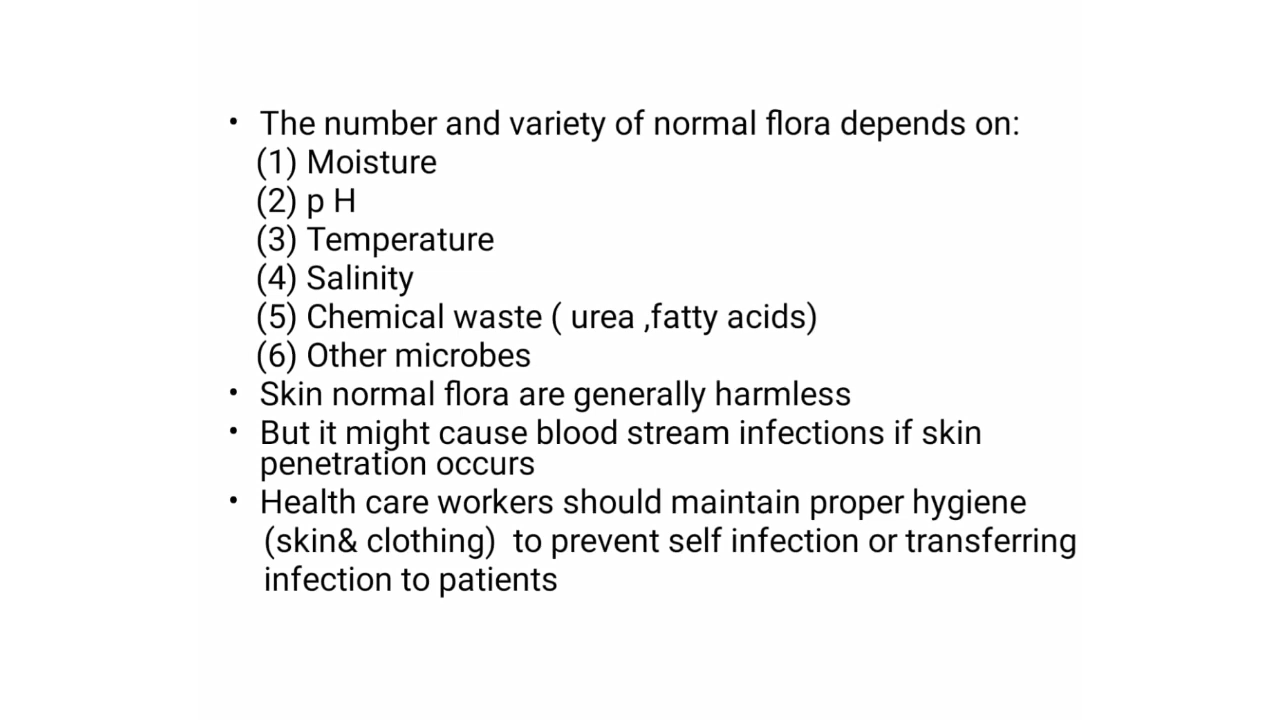 • The number and variety of normal flora depends on:
(1) Moisture
(2) p H
(3) Temperature
(4) Salinity
(5) Chemical waste ( urea ,fatty acids)
(6) Other microbes
• Skin normal flora are generally harmless
• But it might cause blood stream infections if skin
penetration occurs
• Health care workers should maintain proper hygiene
(skin& clothing)  to prevent self infection or transferring
infection to patients